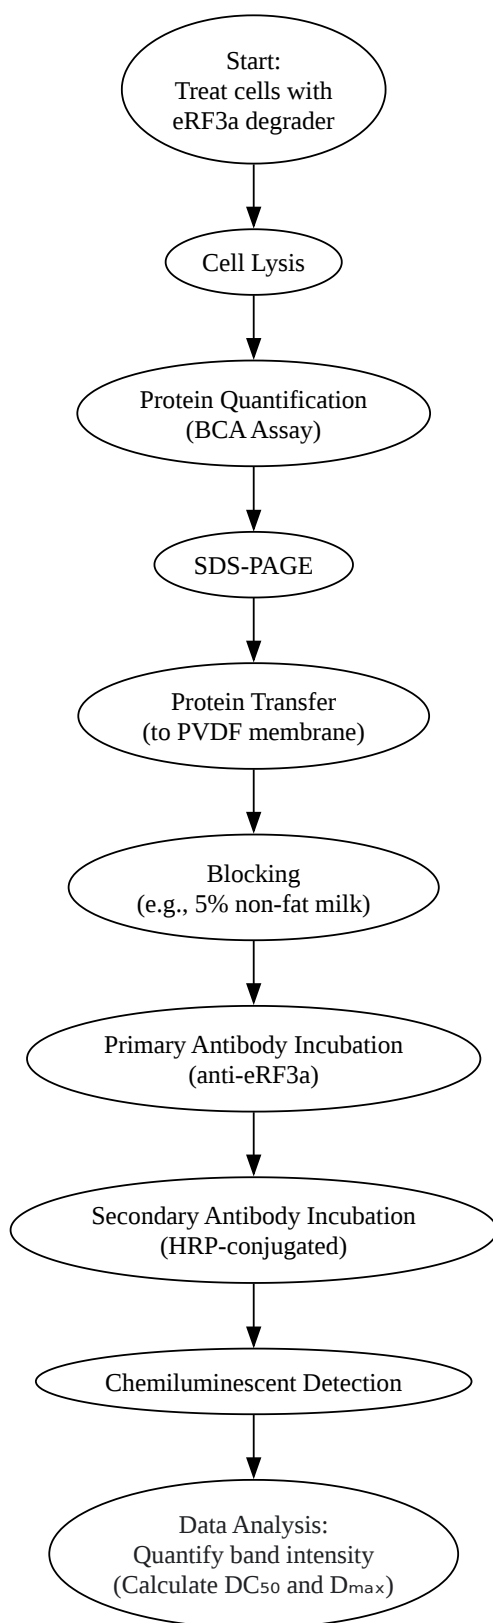 Start:
Treat cells with
eRF3a degrader
Cell Lysis
Protein Quantification
(BCA Assay)
SDS-PAGE
Protein Transfer
(to PVDF membrane)
Blocking
(e.g., 5% non-fat milk)
Primary Antibody Incubation
(anti-eRF3a)
Secondary Antibody Incubation
(HRP-conjugated)
Chemiluminescent Detection
Data Analysis:
Quantify band intensity
(Calculate DC₅₀ and Dₘₐₓ)